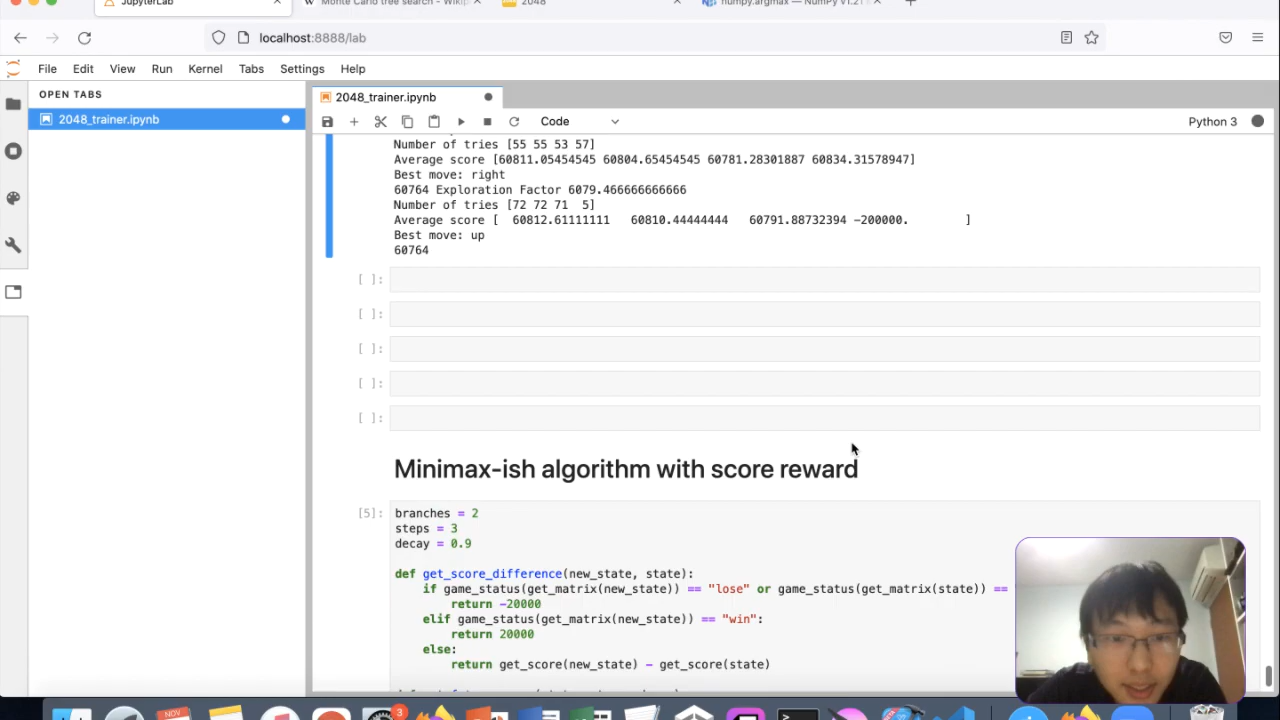 JupyterLab
Monte Carlo tree search - Wikip
2048
numpy.argmax — NumPy v1.21
localhost:8888/lab
File Edit View Run Kernel Tabs Settings Help
OPEN TABS
2048_trainer.ipynb
2048_trainer.ipynb
Code
Python 3
Number of tries [55 55 53 57]
Average score [60811.05454545 60804.65454545 60781.28301887 60834.31578947]
Best move: right
60764 Exploration Factor 6079.466666666666
Number of tries [72 72 71 5]
Average score [ 60812.61111111 60810.44444444 60791.88732394 -200000. ]
Best move: up
60764
[ ]:
[ ]:
[ ]:
[ ]:
[ ]:
Minimax-ish algorithm with score reward
[5]:
branches = 2
steps = 3
decay = 0.9
def get_score_difference(new_state, state):
if game_status(get_matrix(new_state)) == "lose" or game_status(get_matrix(state)) ==
return -20000
elif game_status(get_matrix(new_state)) == "win":
return 20000
else:
return get_score(new_state) - get_score(state)
NOV
3